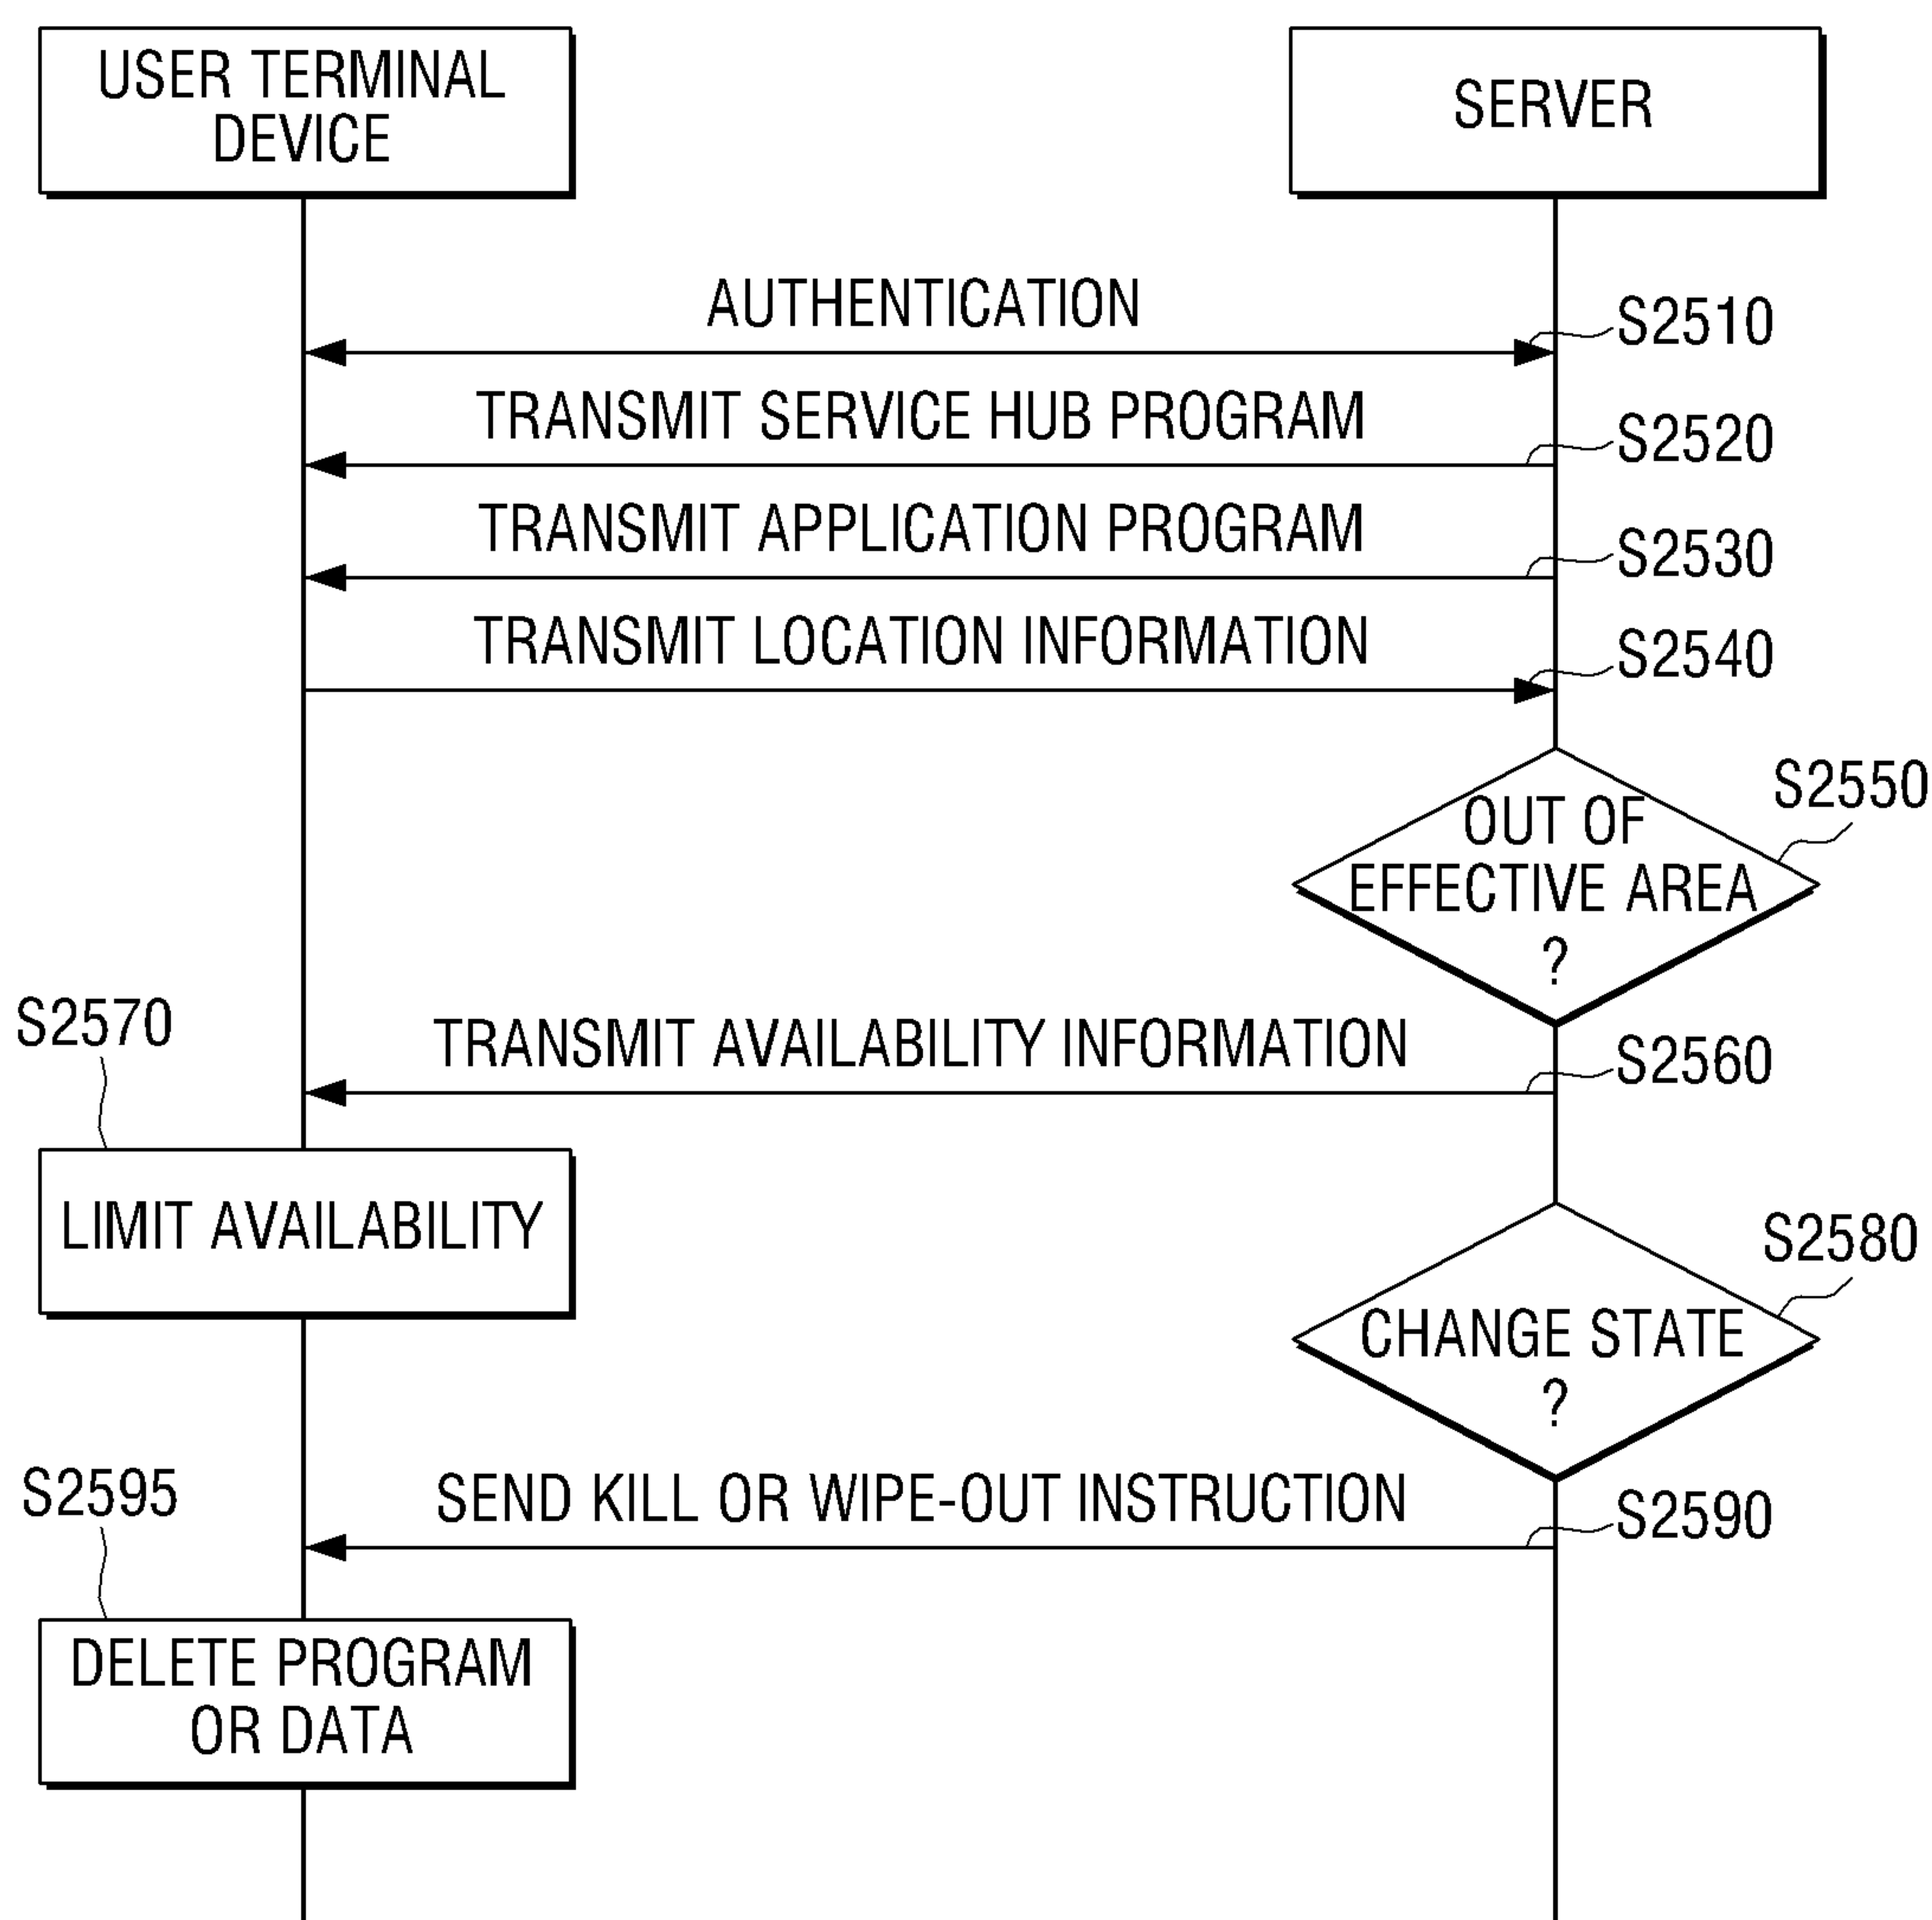 USER TERMINAL
DEVICE
SERVER
AUTHENTICATION
S2510
TRANSMIT SERVICE HUB PROGRAM
S2520
TRANSMIT APPLICATION PROGRAM
S2530
TRANSMIT LOCATION INFORMATION
S2540
S2550
OUT OF
EFFECTIVE AREA
?
S2570
TRANSMIT AVAILABILITY INFORMATION
S2560
LIMIT AVAILABILITY
S2580
CHANGE STATE
?
S2595
SEND KILL OR WIPE-OUT INSTRUCTION
S2590
DELETE PROGRAM
OR DATA